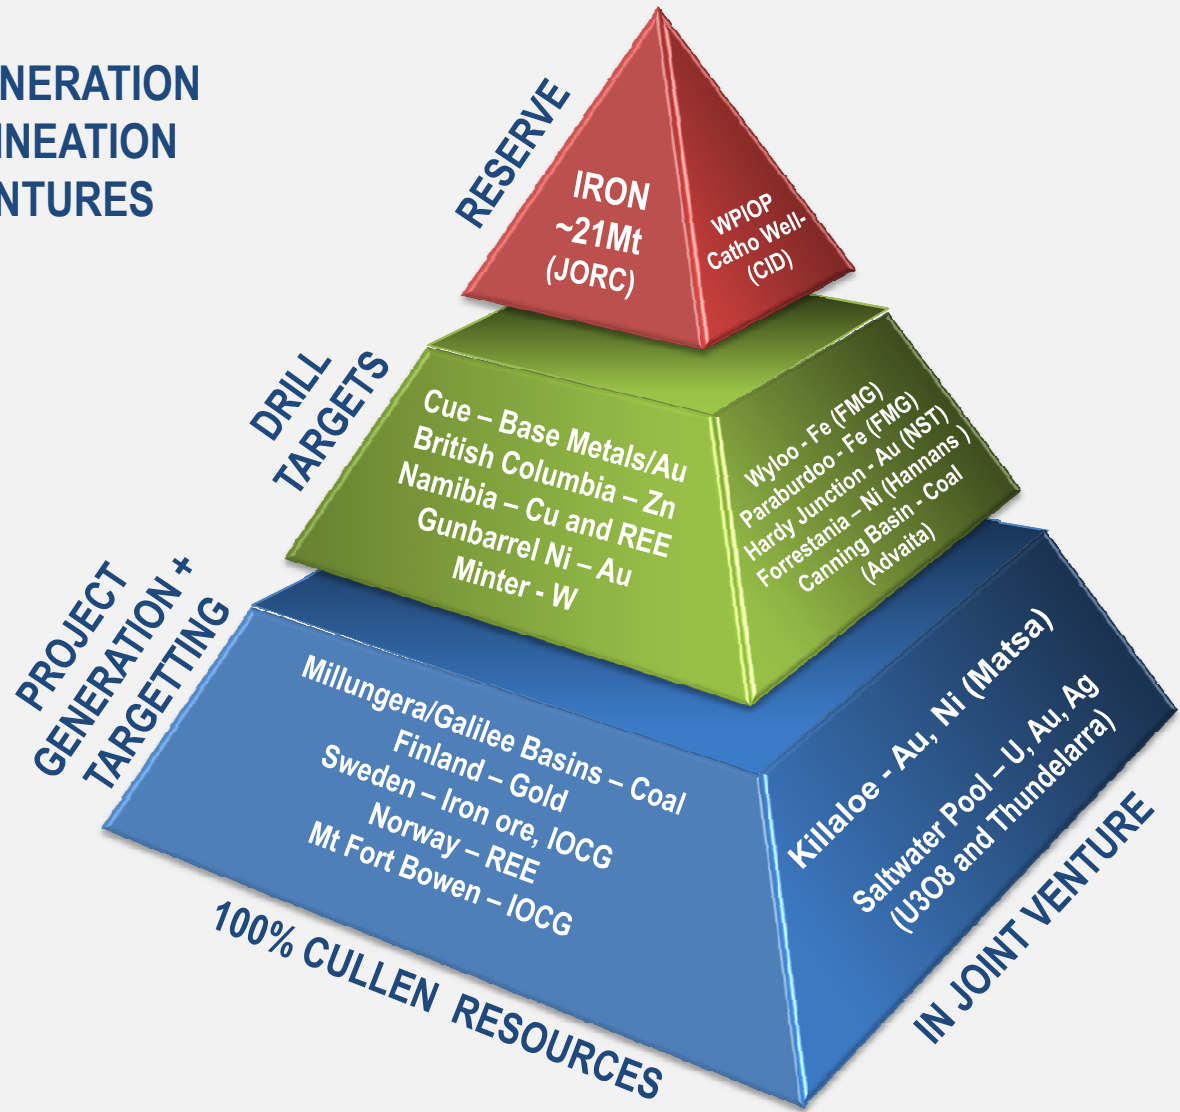 NERATION
INEATION
NTURES
RESERVE
IRON
~21Mt
(JORC)
WPIOP
Catho Well-
(CID)
DRILL
TARGETS
Cue – Base Metals/Au
British Columbia – Zn
Namibia – Cu and REE
Gunbarrel Ni – Au
Minter - W
Wyloo - Fe (FMG)
Paraburdoo - Fe (FMG)
Hardy Junction - Au (NST)
Forrestania – Ni (Hannans )
Canning Basin - Coal
(Advaita)
PROJECT
GENERATION +
TARGETTING
Millungera/Galilee Basins – Coal
Finland – Gold
Sweden – Iron ore, IOCG
Norway – REE
Mt Fort Bowen – IOCG
Killaloe - Au, Ni (Matsa)
Saltwater Pool – U, Au, Ag
(U3O8 and Thundelarra)
100% CULLEN RESOURCES
IN JOINT VENTURE